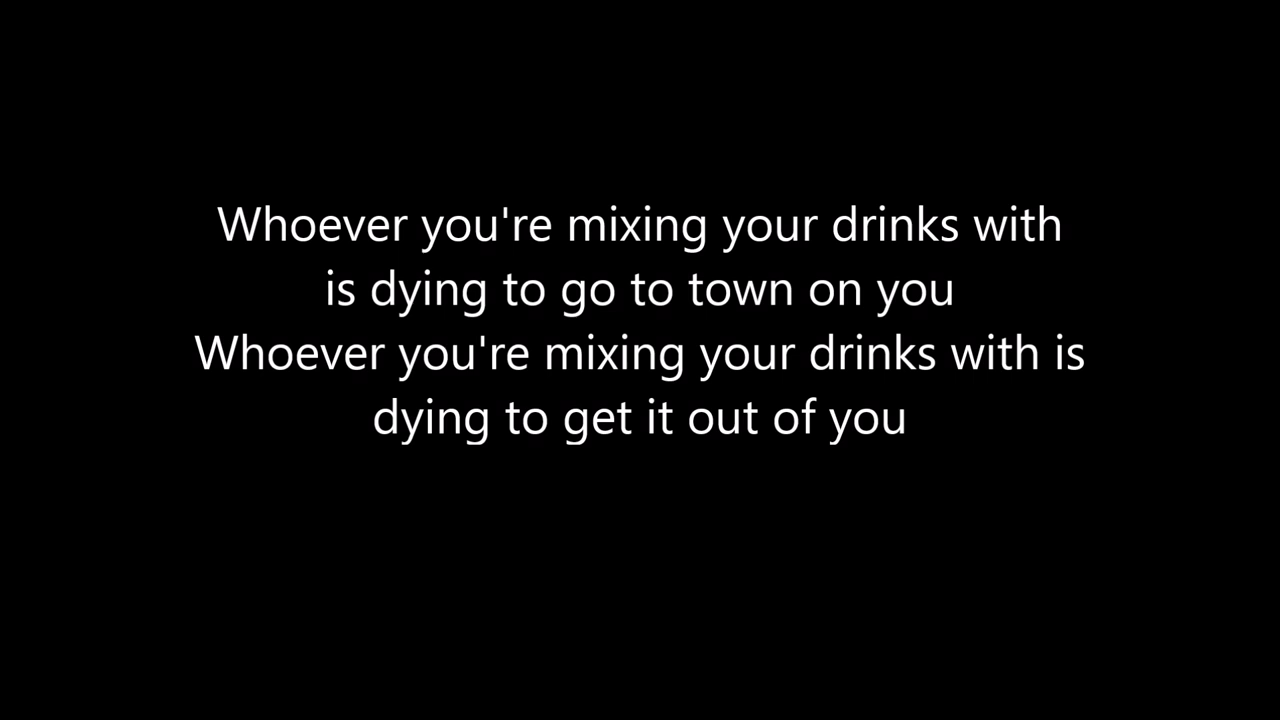 Whoever you're mixing your drinks with
is dying to go to town on you
Whoever you're mixing your drinks with is
dying to get it out of you